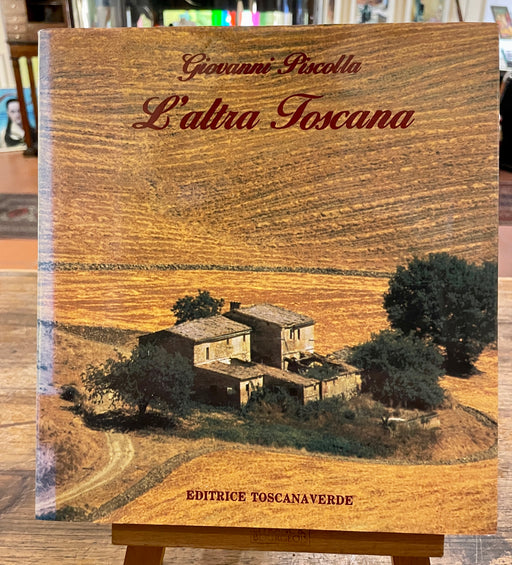 Giovanni Piscolla
L'altra Toscana
EDITRICE TOSCANAVERDE